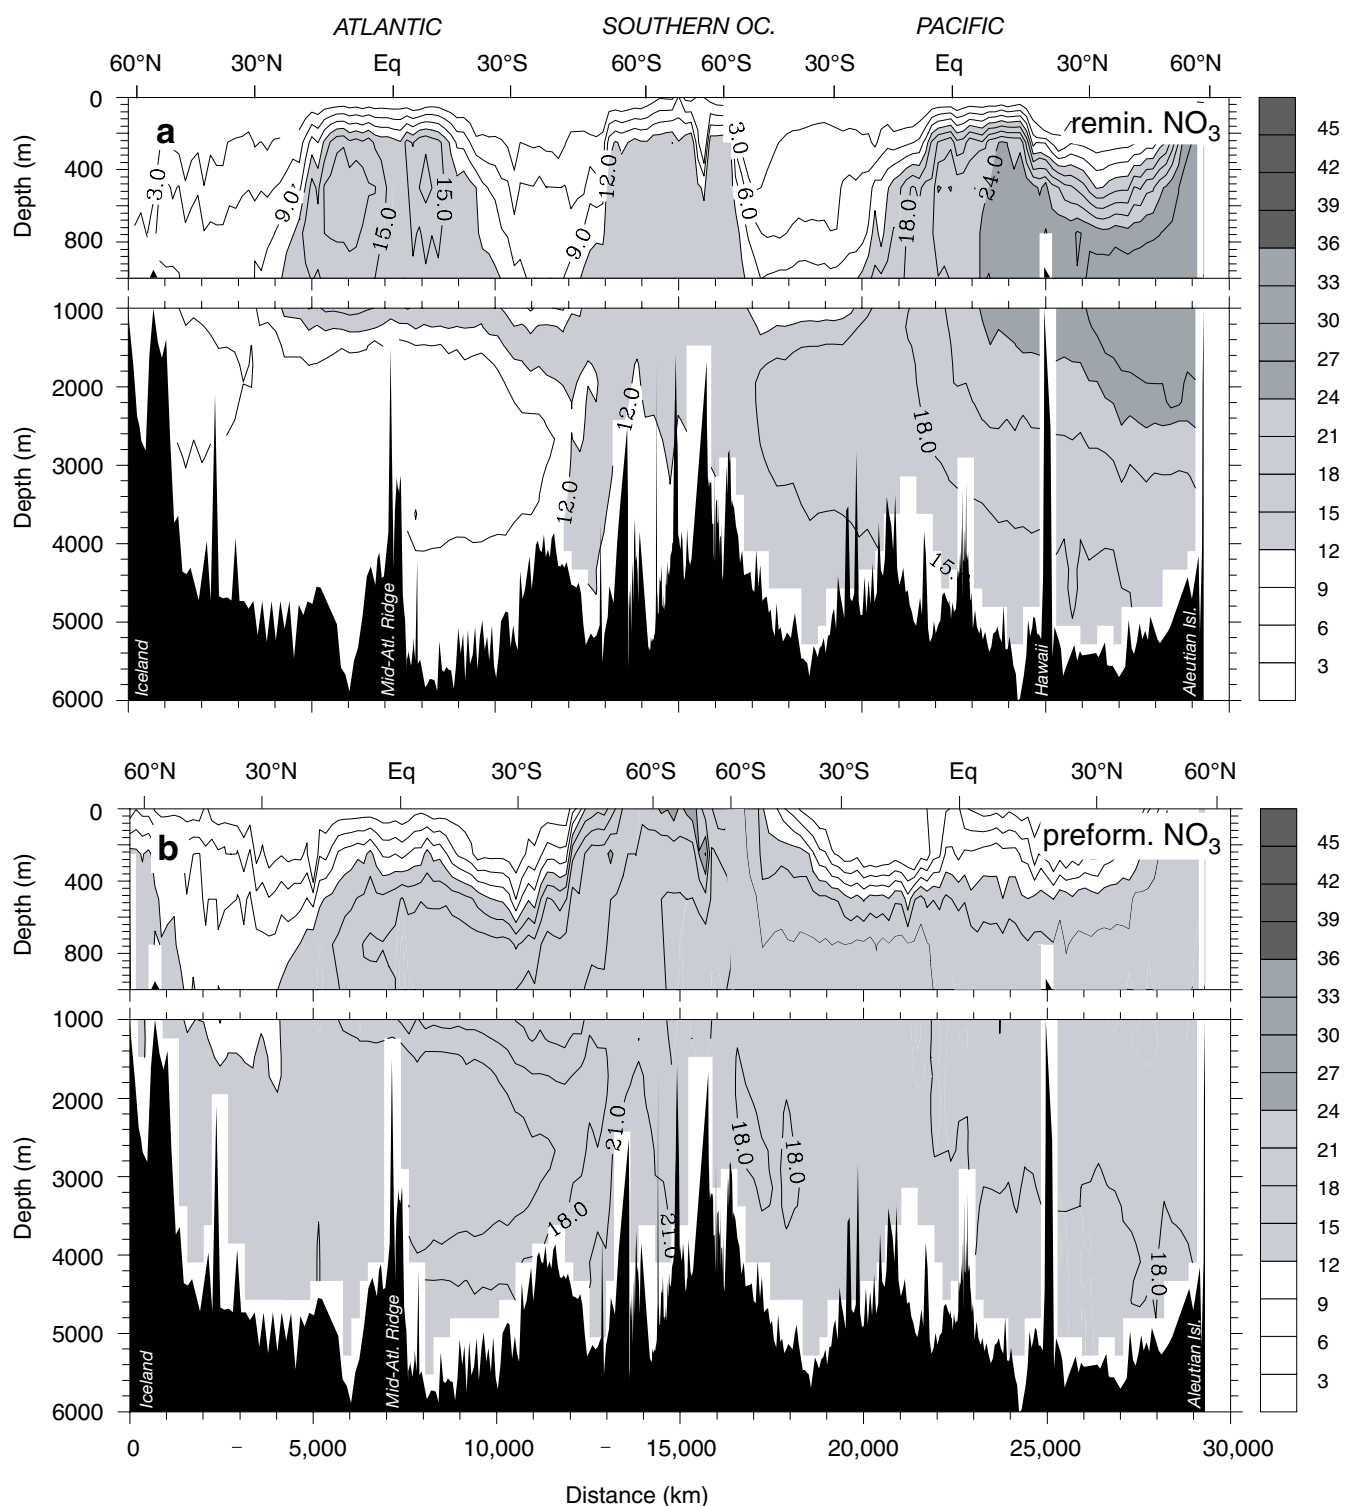 ATLANTIC SOUTHERN OC. PACIFIC
60°N 30°N Eq 30°S 60°S 60°S 30°S Eq 30°N 60°N
a
remin. NO3
0
400
800
Depth (m)
3.0 9.0 15.0 15.0 9.0 12.0 3.0 6.0 18.0 24.0
1000
2000
3000
4000
5000
6000
Depth (m)
12.0 12.0 18.0 15.
Iceland Mid-Atl. Ridge Hawaii Aleutian Isl.
45
42
39
36
33
30
27
24
21
18
15
12
9
6
3
60°N 30°N Eq 30°S 60°S 60°S 30°S Eq 30°N 60°N
b
preform. NO3
0
400
800
Depth (m)
1000
2000
3000
4000
5000
6000
Depth (m)
18.0 21.0 21.0 18.0 18.0 18.0
Iceland Mid-Atl. Ridge Aleutian Isl.
45
42
39
36
33
30
27
24
21
18
15
12
9
6
3
0 – 5,000 10,000 – 15,000 20,000 25,000 30,000
Distance (km)